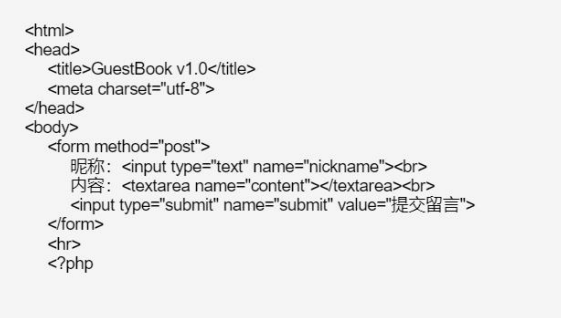 <html>
<head>
<title>GuestBook v1.0</title>
<meta charset="utf-8">
</head>
<body>
<form method="post">
昵称：<input type="text" name="nickname"><br>
内容：<textarea name="content"></textarea><br>
<input type="submit" name="submit" value="提交留言">
</form>
<hr>
<?php